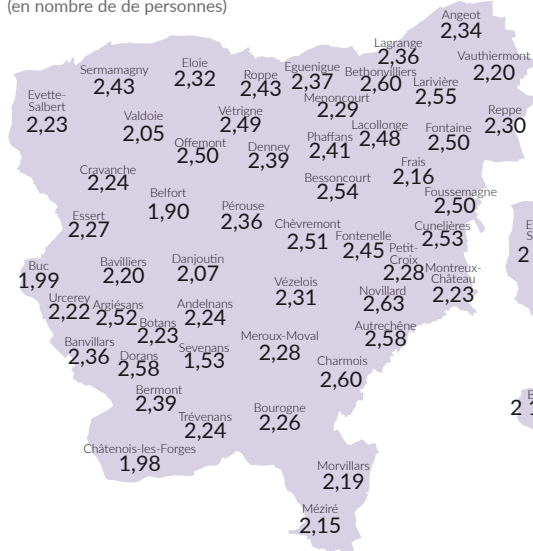 (en nombre de de personnes)
Angeot
2,34
Lagrange
2,36
Vauthiermont
2,20
Sermamagny
2,43
Eloie
2,32
Roppe
2,43
Eguenigue
2,37
Bethonvilliers
2,60
Larivière
2,55
Evette-
Salbert
2,23
Menoncourt
2,29
Reppe
2,30
Valdoie
2,05
Vétrigne
2,49
Lacollonge
2,48
Fontaine
2,50
Phaffans
2,41
Offemont
2,50
Denney
2,39
Frais
2,16
Cravanche
2,24
Bessoncourt
2,54
Foussemagne
2,50
Belfort
1,90
Pérouse
2,36
Essert
2,27
Chèvremont
2,51
Fontenelle
2,45
Cunelières
2,53
Petit-
Croix
2,28
Montreux-
Château
2,23
Buc
1,99
Bavilliers
2,20
Danjoutin
2,07
Vézelois
2,31
Novillard
2,63
Urcerey
2,22
Argiésans
2,52
Andelnans
2,24
Botans
2,23
Autrechêne
2,58
Banvillars
2,36
Dorans
2,58
Sevenans
1,53
Meroux-Moval
2,28
Charmois
2,60
Bermont
2,39
Trévenans
2,24
Bourogne
2,26
Châtenois-les-Forges
1,98
Morvillars
2,19
Méziré
2,15